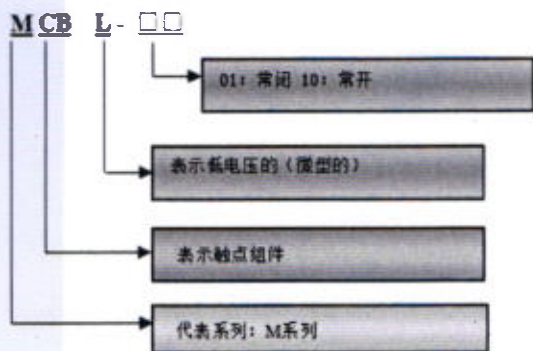 M CB L-□□
01：常闭 10：常开
表示低电压的（微型的）
表示触点组件
代表系列：M系列